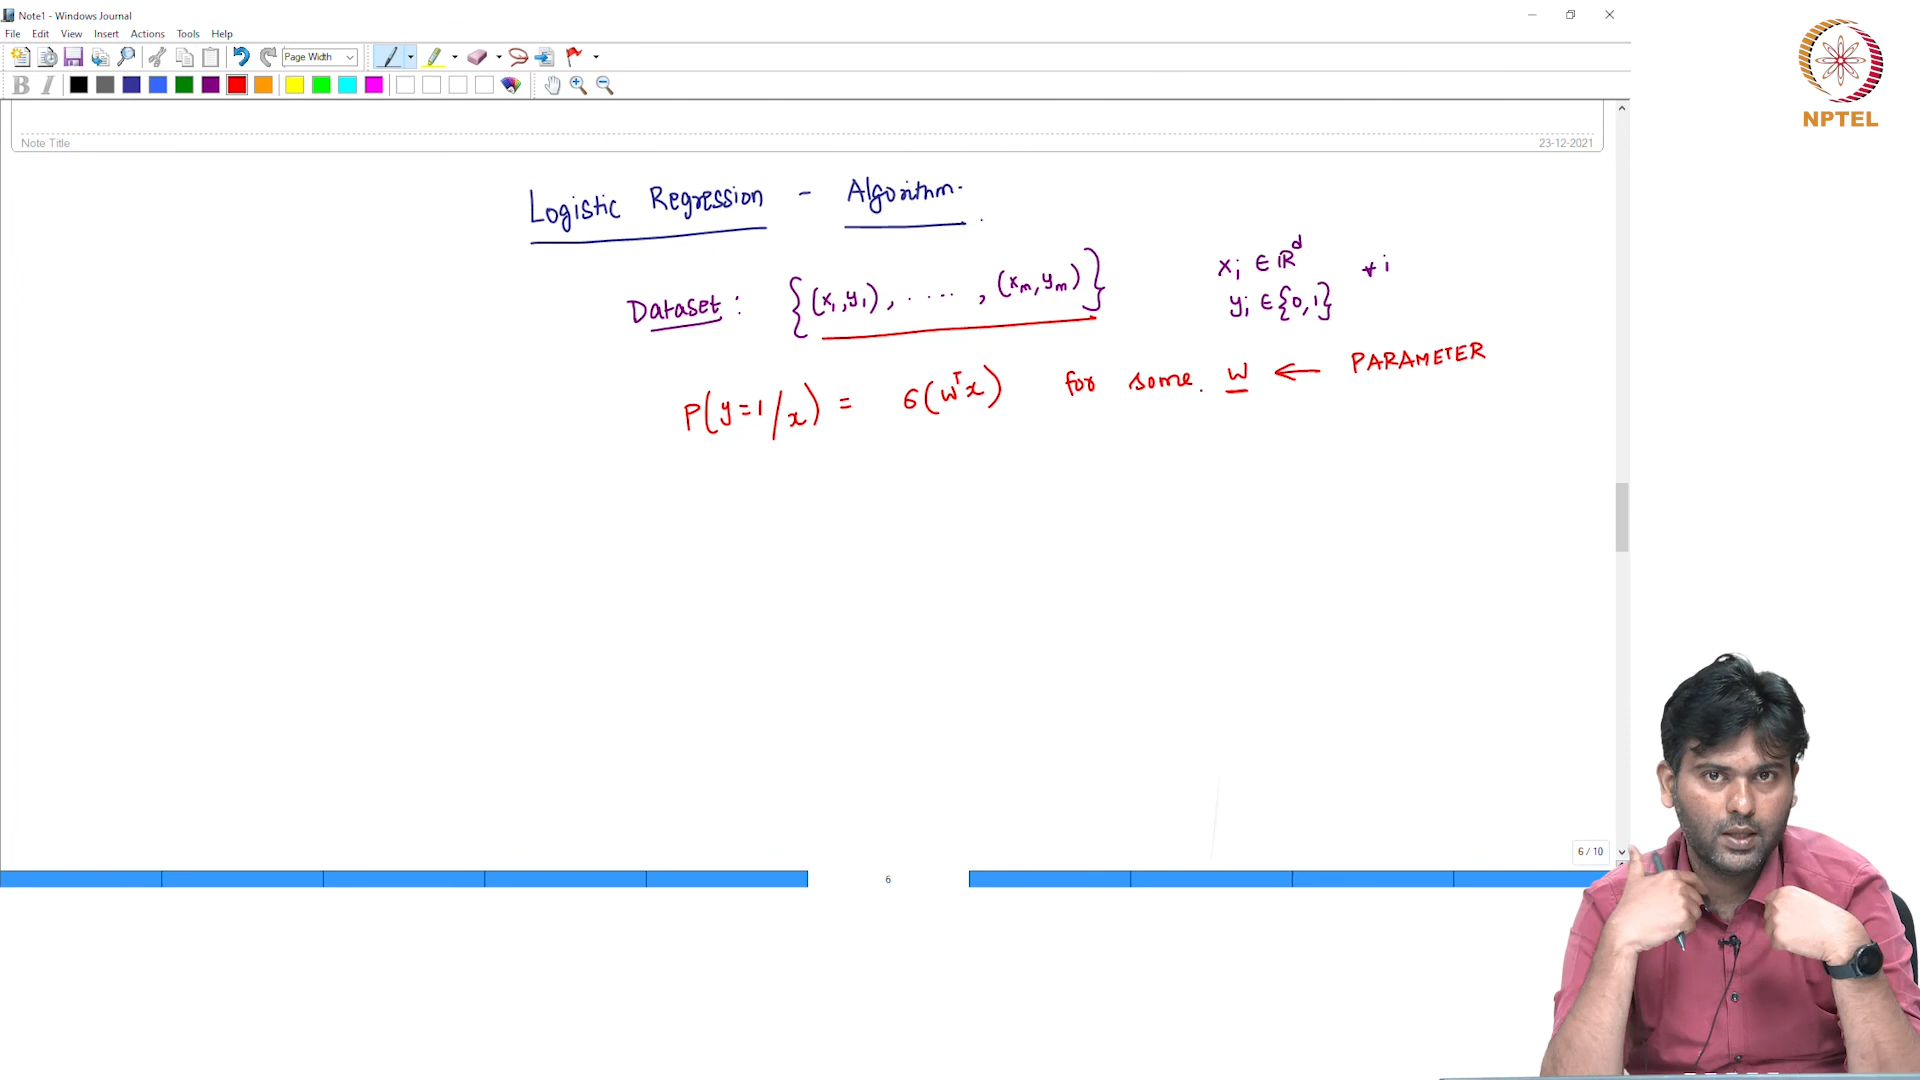 Note1 - Windows Journal
File Edit View Insert Actions Tools Help
Page Width
B I
NPTEL
Note Title 23-12-2021
Logistic Regression - Algorithm.
Dataset : {(x₁,y₁), ...., (xₘ,yₘ)} xᵢ ∈ ℝᵈ ∀ i
yᵢ ∈ {0,1}
P(y=1/x) = σ(wᵀx) for some. w ← PARAMETER
6 / 10
6